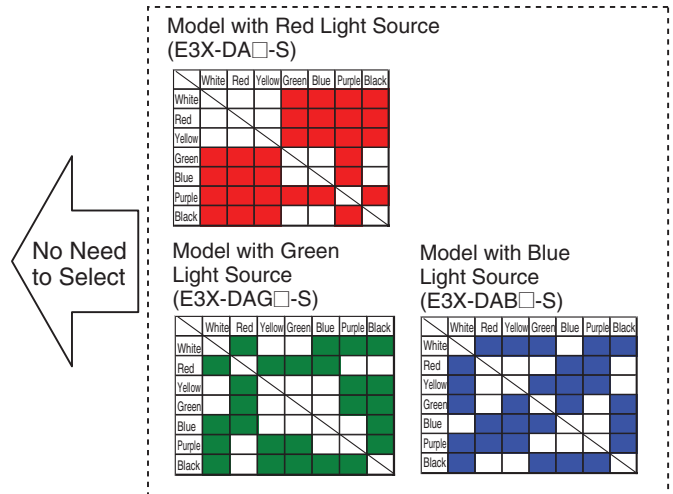 Model with Red Light Source
(E3X-DA□-S)
White Red Yellow Green Blue Purple Black
White
Red
Yellow
Green
Blue
Purple
Black
No Need
to Select
Model with Green
Light Source
(E3X-DAG□-S)
White Red Yellow Green Blue Purple Black
White
Red
Yellow
Green
Blue
Purple
Black
Model with Blue
Light Source
(E3X-DAB□-S)
White Red Yellow Green Blue Purple Black
White
Red
Yellow
Green
Blue
Purple
Black